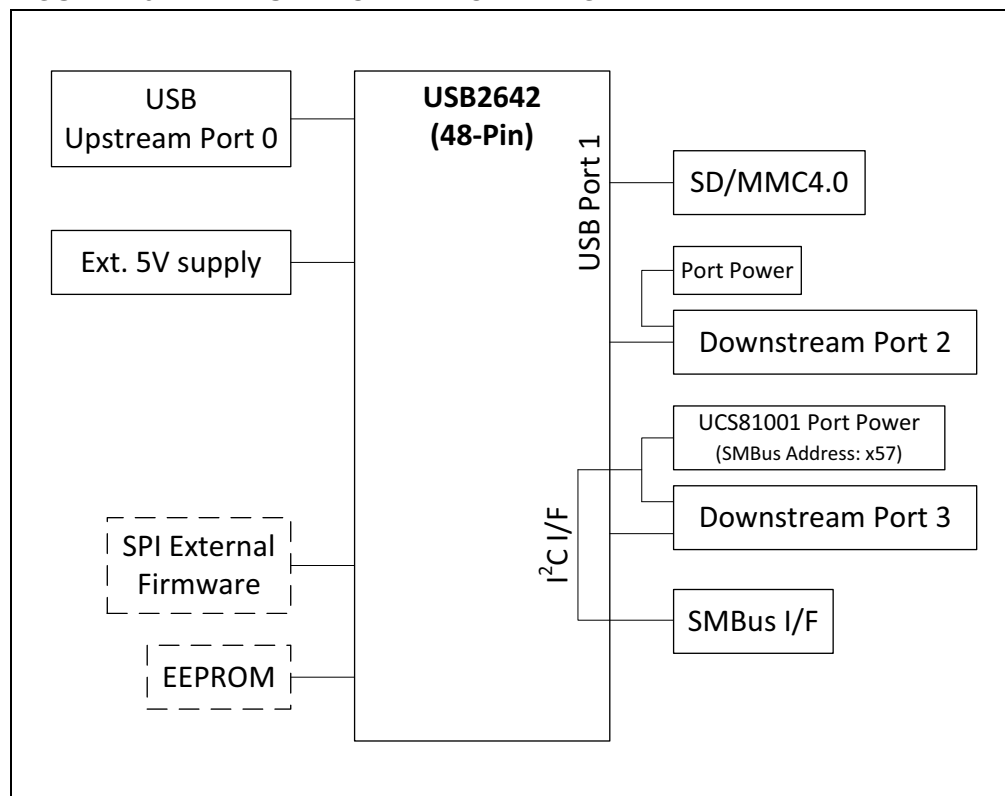 USB
Upstream Port 0
Ext. 5V supply
SPI External
Firmware
EEPROM
USB2642
(48-Pin)
USB Port 1
I²C I/F
SD/MMC4.0
Port Power
Downstream Port 2
UCS81001 Port Power
(SMBus Address: x57)
Downstream Port 3
SMBus I/F